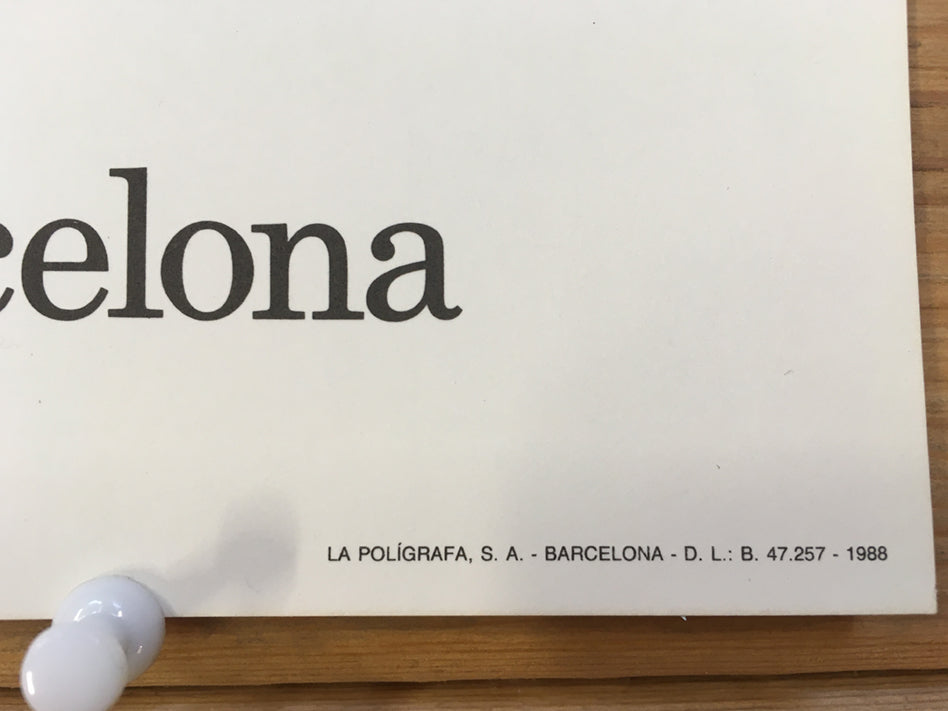 celona
LA POLÍGRAFA, S. A. - BARCELONA - D. L.: B. 47.257 - 1988